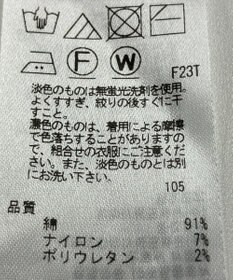 F
W
F23T
淡色のものは無蛍光洗剤を使用。
よくすすぎ、絞りの後すぐに干
すこと。
濃色のものは、着用による摩擦
で色落ちすることがありますの
で、組合せの衣服にご注意くだ
さい。また、淡色のものとは別
にお洗い下さい。
105
品質
綿 91%
ナイロン 7%
ポリウレタン 2%